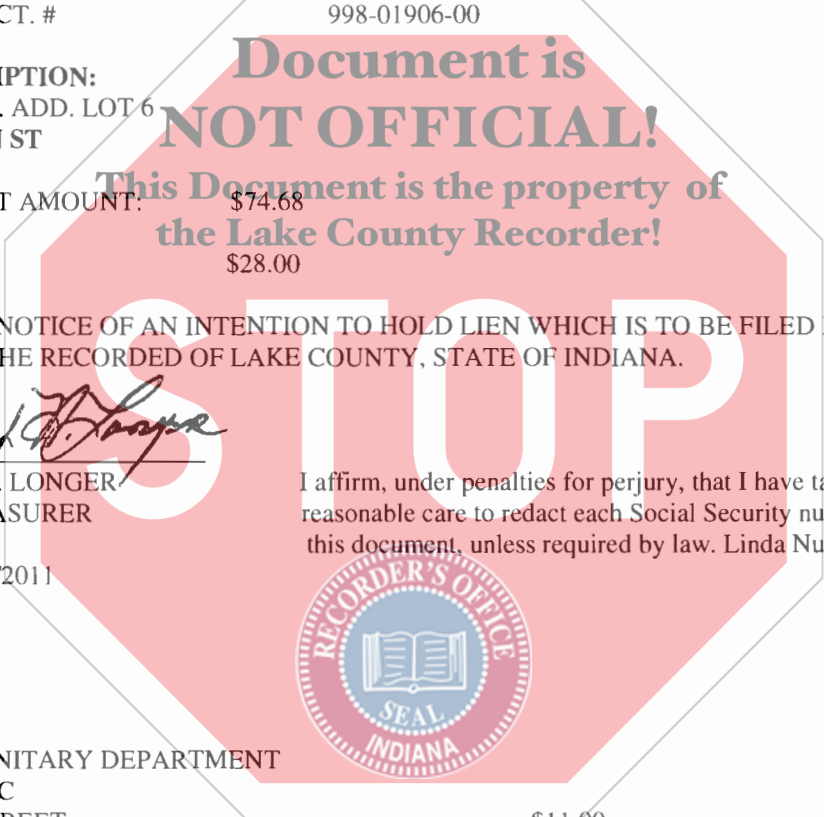 CT. # 998-01906-00
Document is
IPTION:
. ADD. LOT 6
NOT OFFICIAL!
ST
This Document is the property of
T AMOUNT: $74.68
the Lake County Recorder!
$28.00
NOTICE OF AN INTENTION TO HOLD LIEN WHICH IS TO BE FILED
HE RECORDED OF LAKE COUNTY, STATE OF INDIANA.
STOP
. LONGER
I affirm, under penalties for perjury, that I have ta
ASURER
reasonable care to redact each Social Security nu
this document, unless required by law. Linda Nu
/2011
RECORDER'S OFFICE
SEAL
INDIANA
NITARY DEPARTMENT
C
REET
$11.00